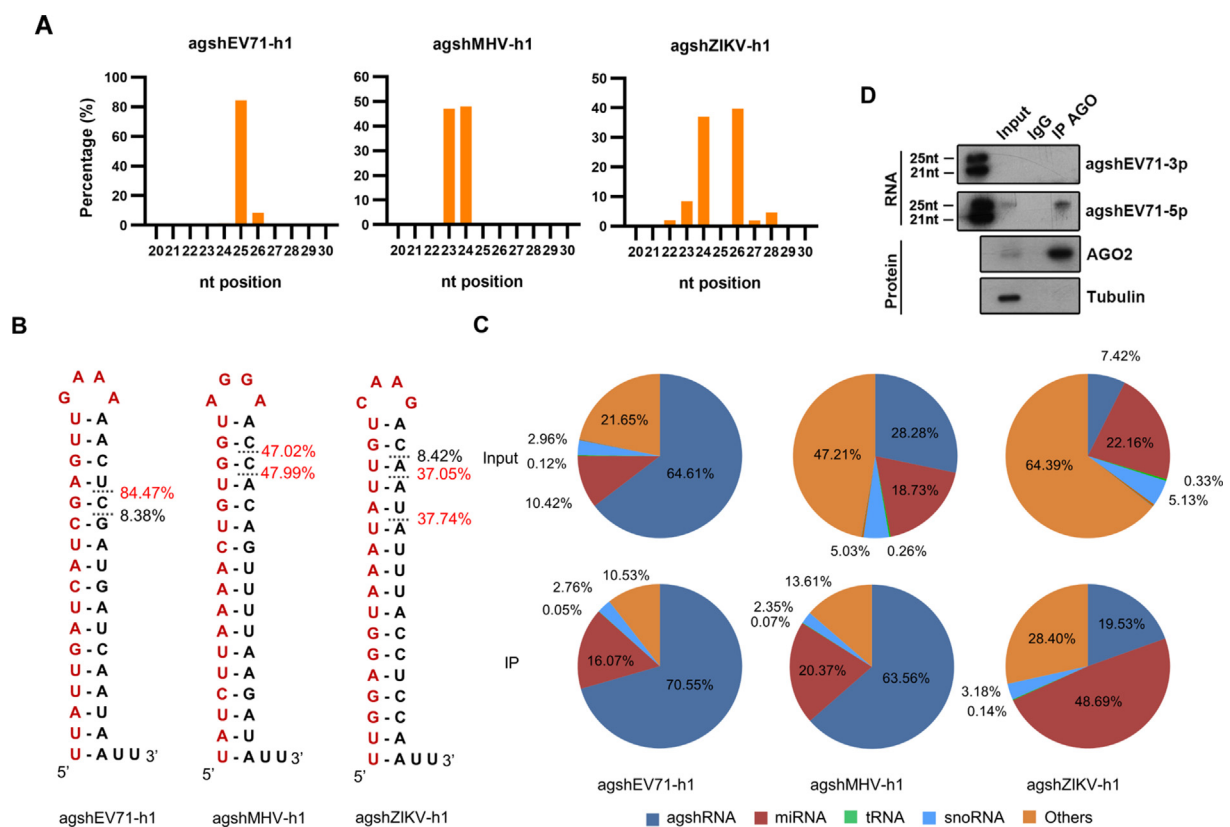 A
agshEV71-h1
agshMHV-h1
agshZIKV-h1
Percentage (%)
100
80
60
40
20
0
20 21 22 23 24 25 26 27 28 29 30
nt position
60
50
40
30
20
10
0
20 21 22 23 24 25 26 27 28 29 30
nt position
50
40
30
20
10
0
20 21 22 23 24 25 26 27 28 29 30
nt position
D
Input IgG IP AGO
RNA
25nt
21nt
agshEV71-3p
25nt
21nt
agshEV71-5p
Protein
AGO2
Tubulin
B
G A A A
U - A
U - A
G - C
A - U
84.47%
G - C
8.38%
C - G
U - A
A - U
C - G
U - A
A - U
G - C
U - A
U - A
A - U
U - A U U 3'
5'
agshEV71-h1
A G G A
U - A
G - C
47.02%
G - C
47.99%
U - A
G - C
U - A
C - G
A - U
A - U
A - U
U - A
U - A
C - G
U - A
A - U
U - A U U 3'
5'
agshMHV-h1
C A A G
U - A
G - C
8.42%
U - A
37.05%
U - A
A - U
37.74%
U - A
A - U
A - U
U - A
G - C
G - C
A - U
G - C
G - C
U - A
U - A U U 3'
5'
agshZIKV-h1
C
Input
21.65%
2.96%
0.12%
10.42%
64.61%
47.21%
28.28%
18.73%
5.03%
0.26%
7.42%
22.16%
64.39%
0.33%
5.13%
IP
10.53%
2.76%
0.05%
16.07%
70.55%
13.61%
2.35%
0.07%
20.37%
63.56%
28.40%
19.53%
3.18%
0.14%
48.69%
agshEV71-h1
agshMHV-h1
agshZIKV-h1
agshRNA miRNA tRNA snoRNA Others